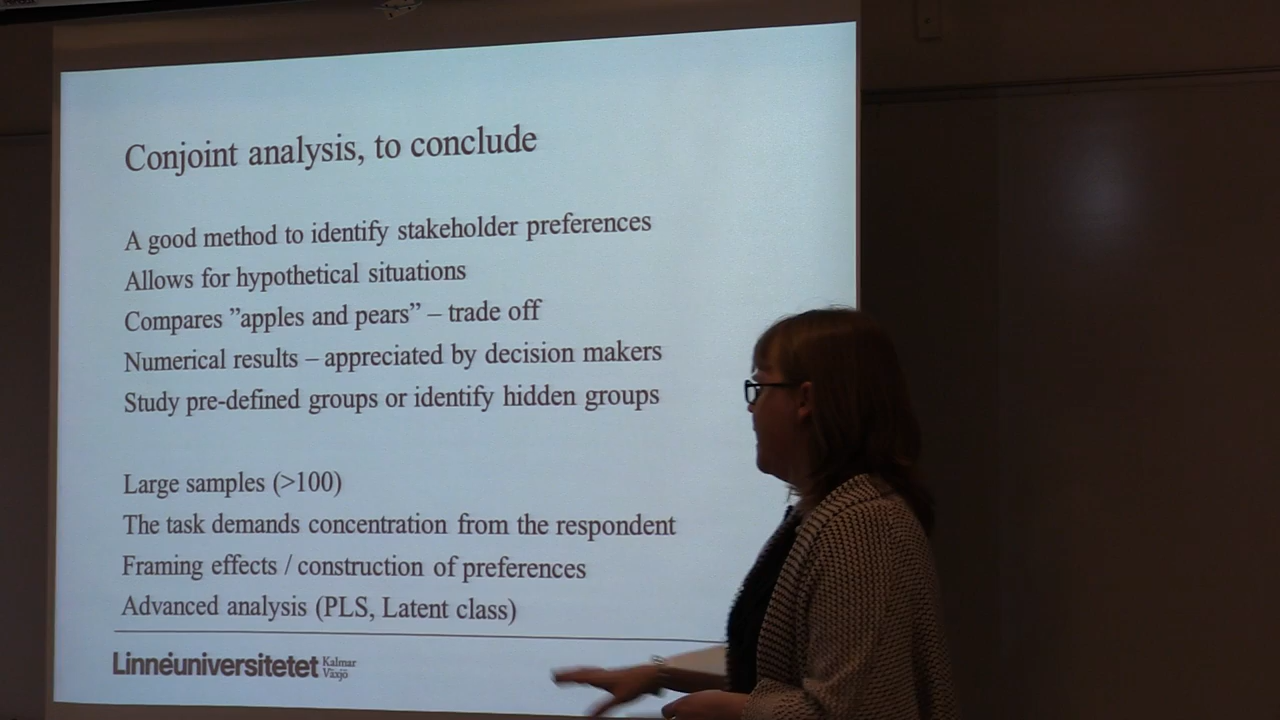 Conjoint analysis, to conclude
A good method to identify stakeholder preferences
Allows for hypothetical situations
Compares ”apples and pears” – trade off
Numerical results – appreciated by decision makers
Study pre-defined groups or identify hidden groups
Large samples (>100)
The task demands concentration from the respondent
Framing effects / construction of preferences
Advanced analysis (PLS, Latent class)
Linnéuniversitetet Kalmar
Växjö